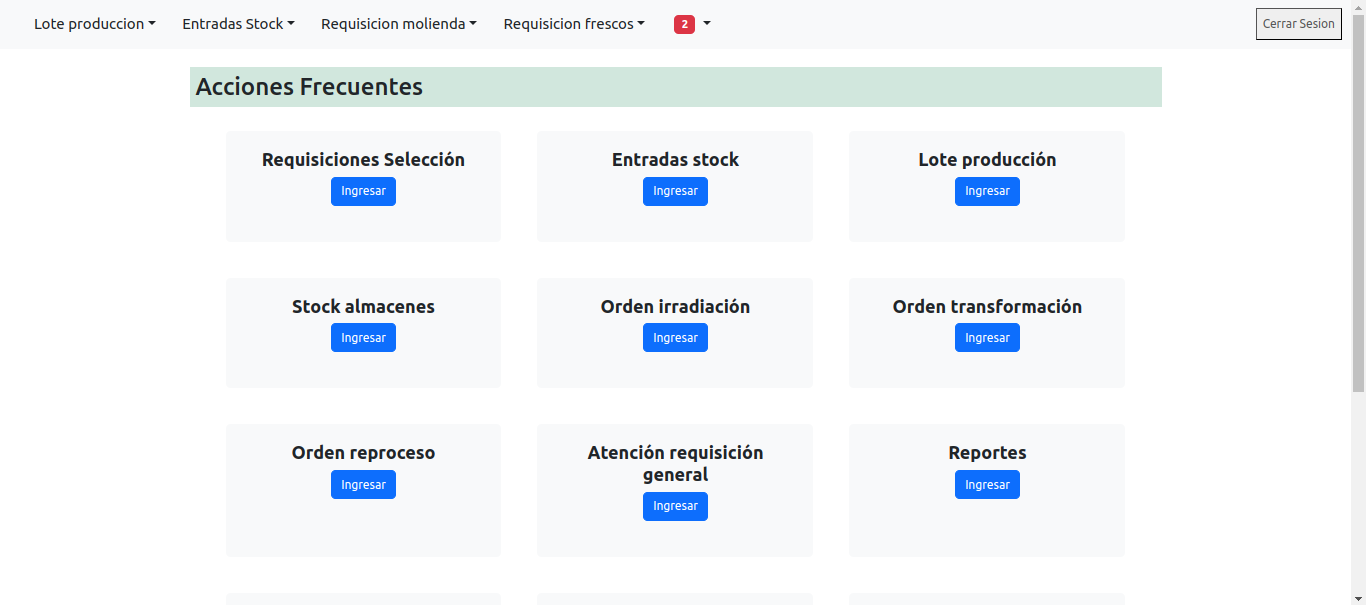 Lote produccion Entradas Stock Requisicion molienda Requisicion frescos 2 Cerrar Sesion
Acciones Frecuentes
Requisiciones Selección Entradas stock Lote producción
Ingresar Ingresar Ingresar
Stock almacenes Orden irradiación Orden transformación
Ingresar Ingresar Ingresar
Orden reproceso Atención requisición Reportes
general
Ingresar Ingresar Ingresar